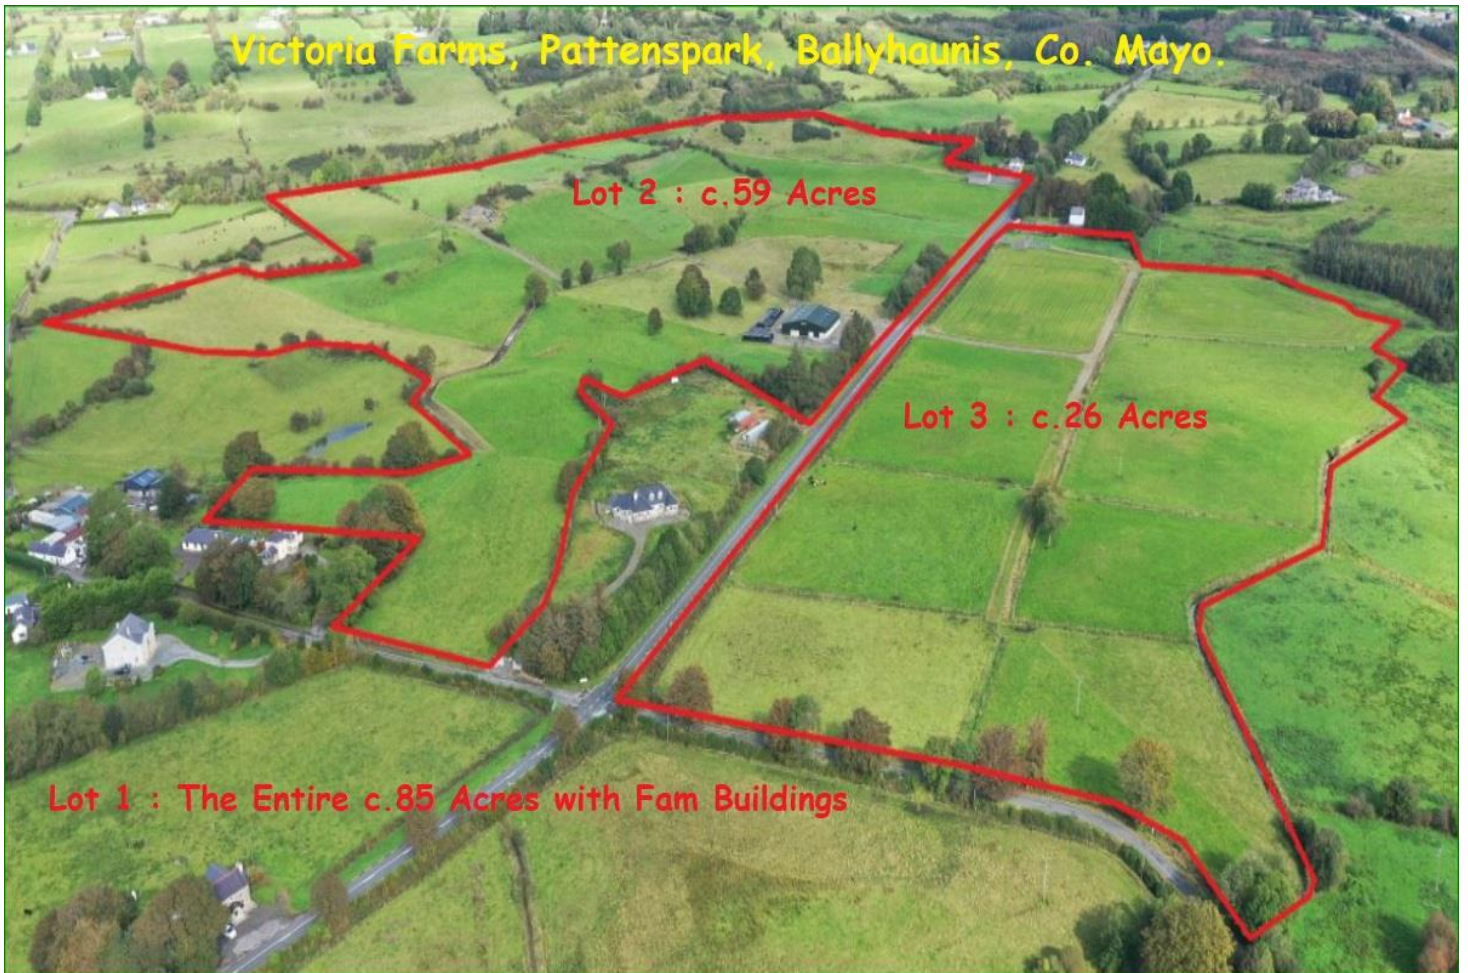 Victoria Farms, Pattenspark, Ballyhaunis, Co. Mayo.
Lot 2 : c.59 Acres
Lot 3 : c.26 Acres
Lot 1 : The Entire c.85 Acres with Fam Buildings